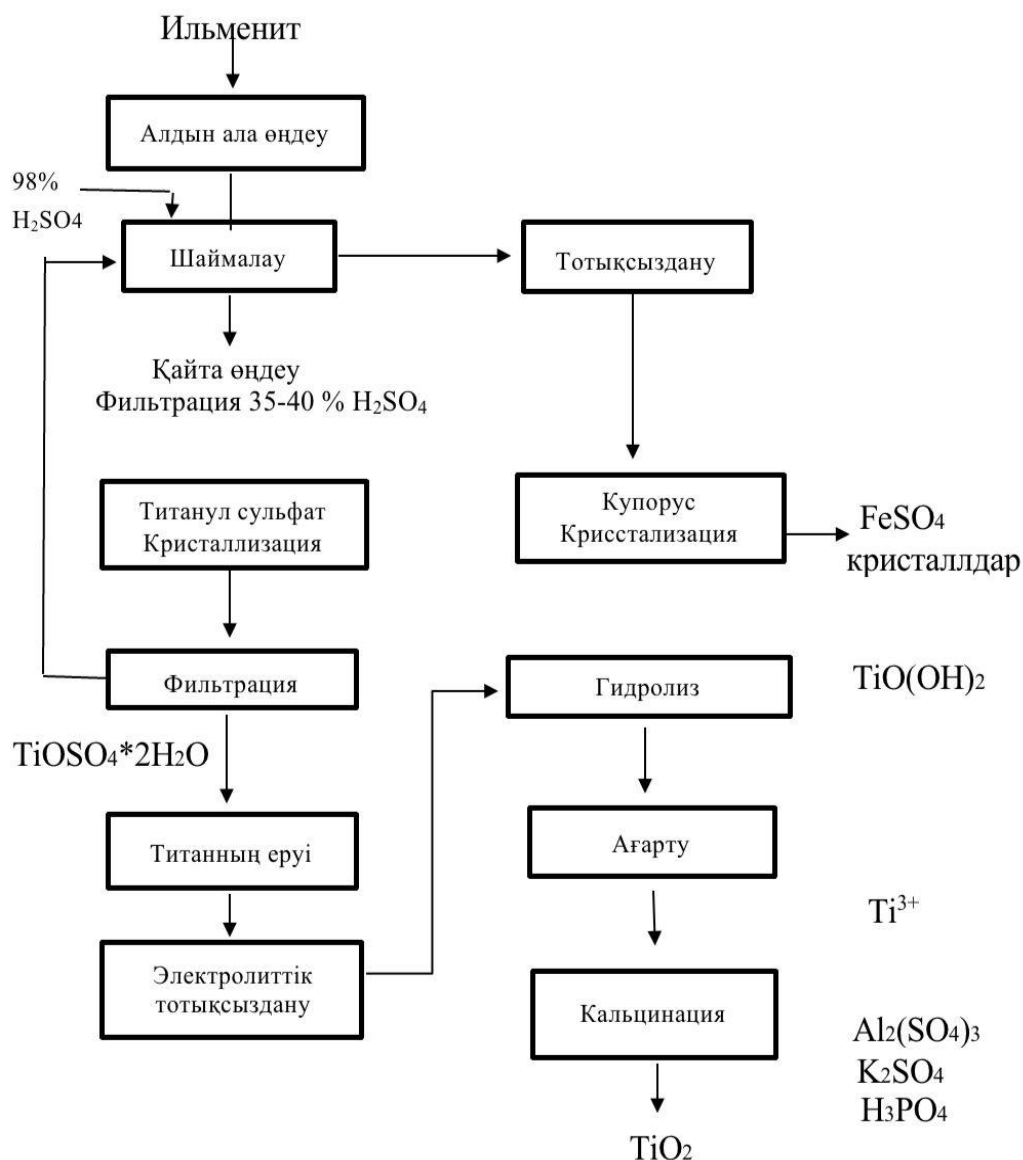 Ильменит
Алдын ала өңдеу
98%
H₂SO4
Шаймалау
Тотықсыздану
Қайта өңдеу
Фильтрация 35-40 % H₂SO₄
Титанул сульфат
Кристаллизация
Купорус
Крисстализация
FeSO₄
кристаллдар
Фильтрация
Гидролиз
TiO(OH)₂
TiOSO₄*2H₂O
Титанның еруі
Ағарту
Ti³⁺
Электролиттік
тотықсыздану
Кальцинация
Al₂(SO₄)₃
K₂SO₄
H₃PO₄
TiO₂